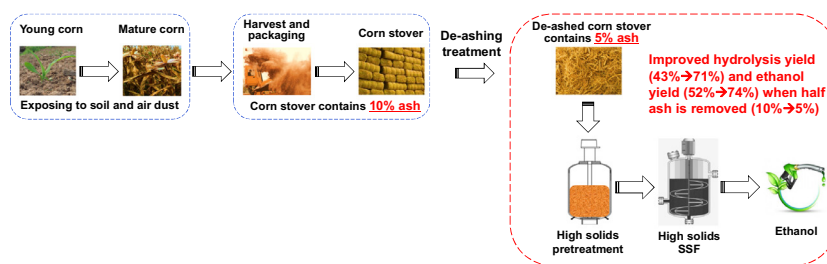 Young corn
Mature corn
Exposing to soil and air dust
Harvest and
packaging
Corn stover
Corn stover contains 10% ash
De-ashing
treatment
De-ashed corn stover
contains 5% ash
Improved hydrolysis yield
(43%→71%) and ethanol
yield (52%→74%) when half
ash is removed (10%→5%)
High solids
pretreatment
High solids
SSF
Ethanol